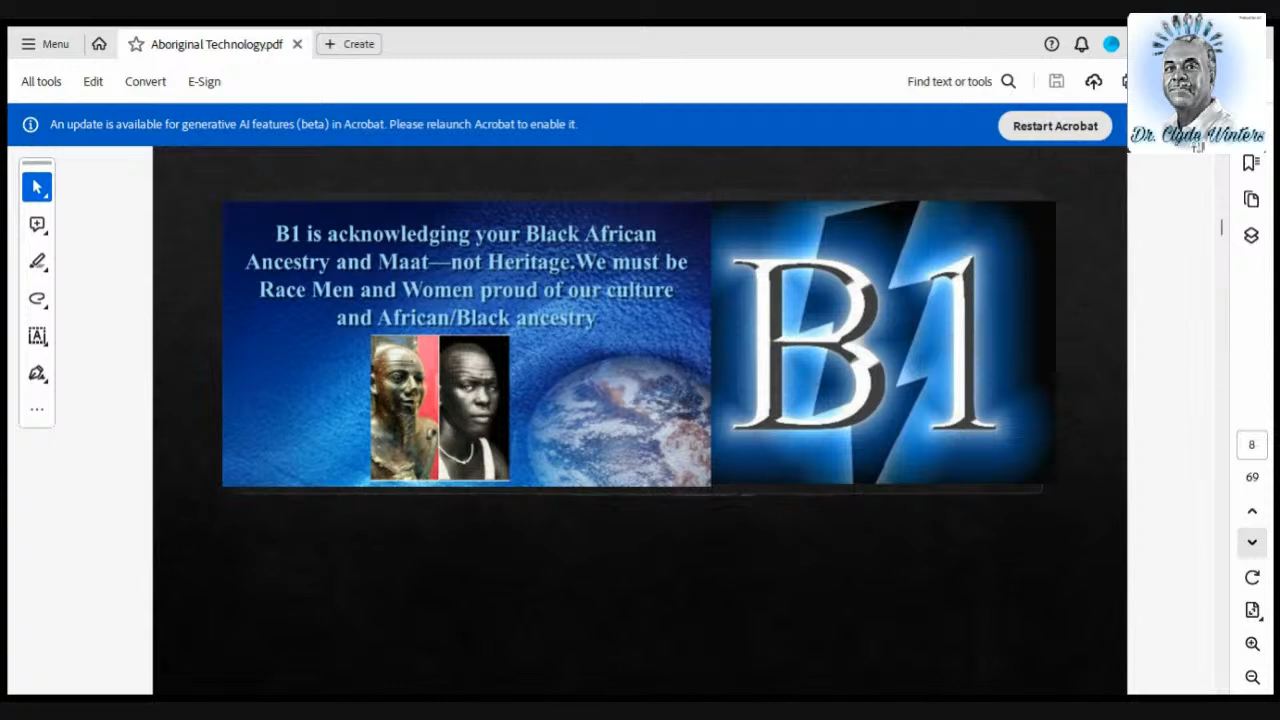 Menu
Aboriginal Technology.pdf
Create
All tools
Edit
Convert
E-Sign
Find text or tools
An update is available for generative AI features (beta) in Acrobat. Please relaunch Acrobat to enable it.
Restart Acrobat
Dr. Clyde Winters
B1 is acknowledging your Black African
Ancestry and Maat—not Heritage.We must be
Race Men and Women proud of our culture
and African/Black ancestry
B1
8
69